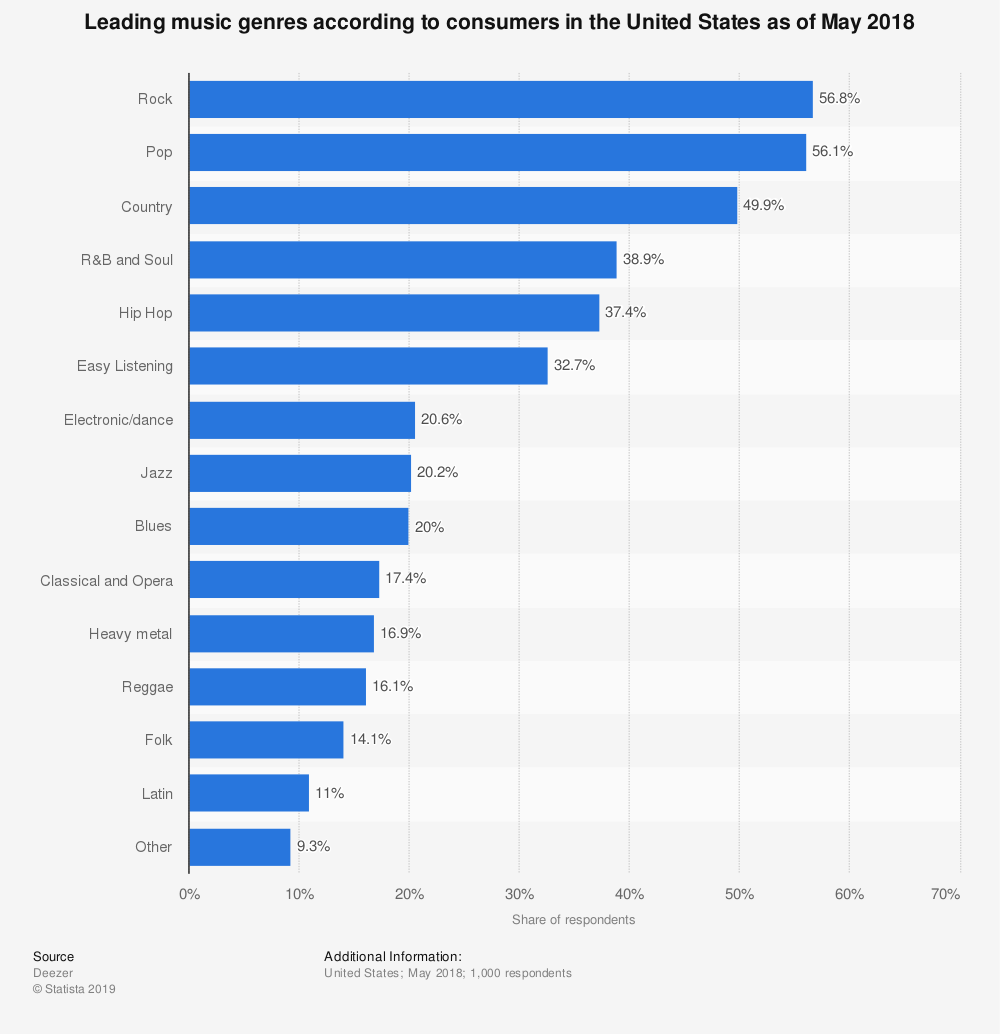 Leading music genres according to consumers in the United States as of May 2018
Rock 56.8%
Pop 56.1%
Country 49.9%
R&B and Soul 38.9%
Hip Hop 37.4%
Easy Listening 32.7%
Electronic/dance 20.6%
Jazz 20.2%
Blues 20%
Classical and Opera 17.4%
Heavy metal 16.9%
Reggae 16.1%
Folk 14.1%
Latin 11%
Other 9.3%
0% 10% 20% 30% 40% 50% 60% 70%
Share of respondents
Source
Deezer
© Statista 2019
Additional Information:
United States; May 2018; 1,000 respondents